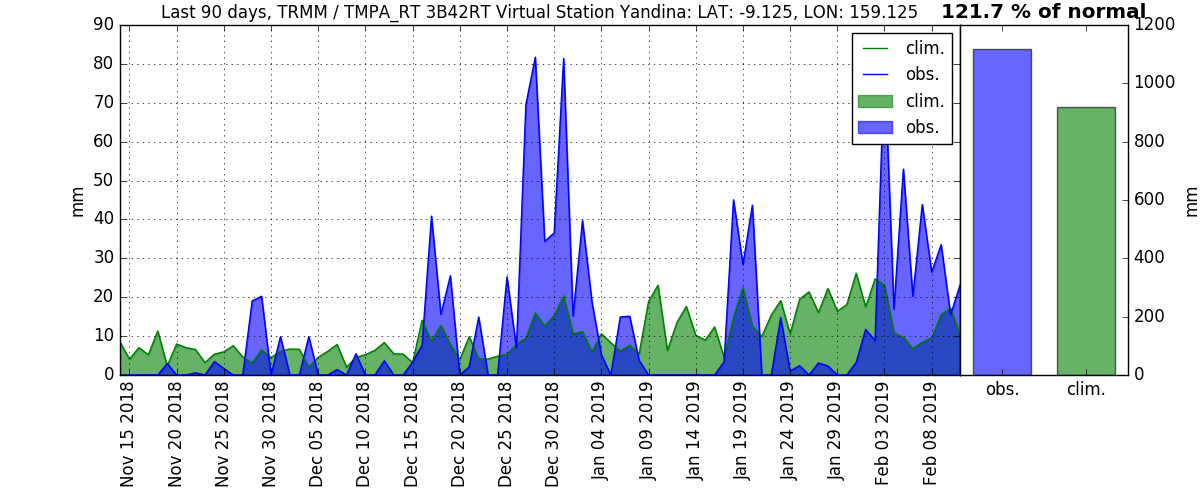 Last 90 days, TRMM / TMPA_RT 3B42RT Virtual Station Yandina: LAT: -9.125, LON: 159.125
121.7 % of normal
90
80
70
60
50
40
30
20
10
0
mm
clim.
obs.
clim.
obs.
Nov 15 2018
Nov 20 2018
Nov 25 2018
Nov 30 2018
Dec 05 2018
Dec 10 2018
Dec 15 2018
Dec 20 2018
Dec 25 2018
Dec 30 2018
Jan 04 2019
Jan 09 2019
Jan 14 2019
Jan 19 2019
Jan 24 2019
Jan 29 2019
Feb 03 2019
Feb 08 2019
1200
1000
800
600
400
200
0
mm
obs.
clim.